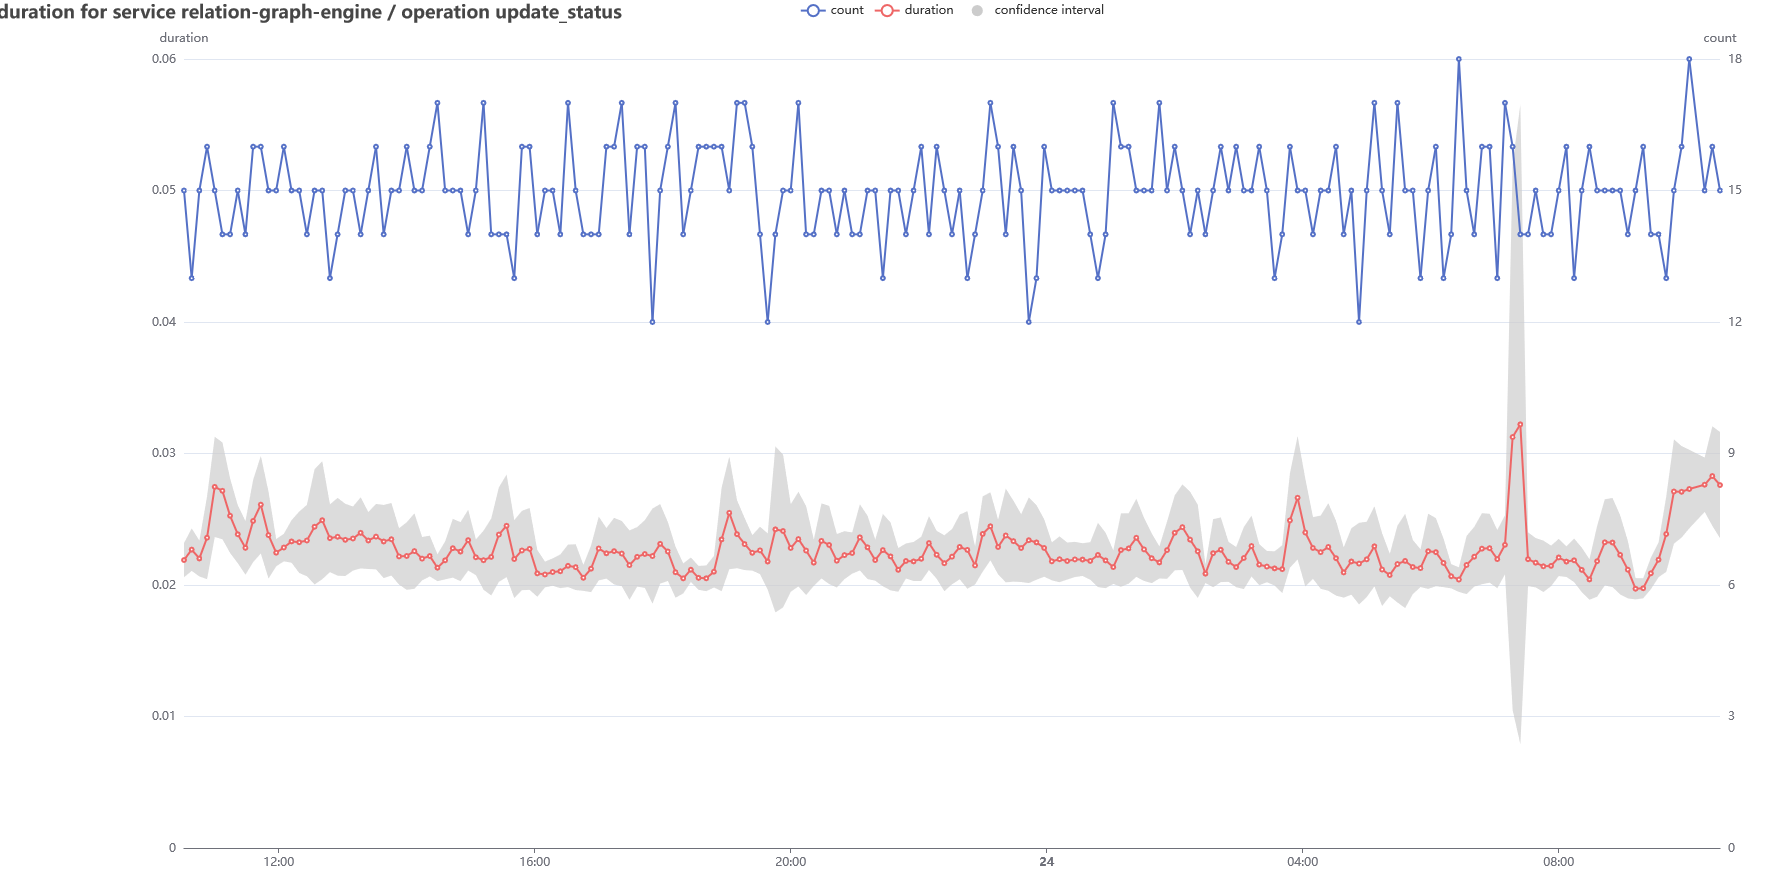 duration for service relation-graph-engine / operation update_status
count duration confidence interval
duration count
0.06 18
0.05 15
0.04 12
0.03 9
0.02 6
0.01 3
0 0
12:00 16:00 20:00 24 04:00 08:00